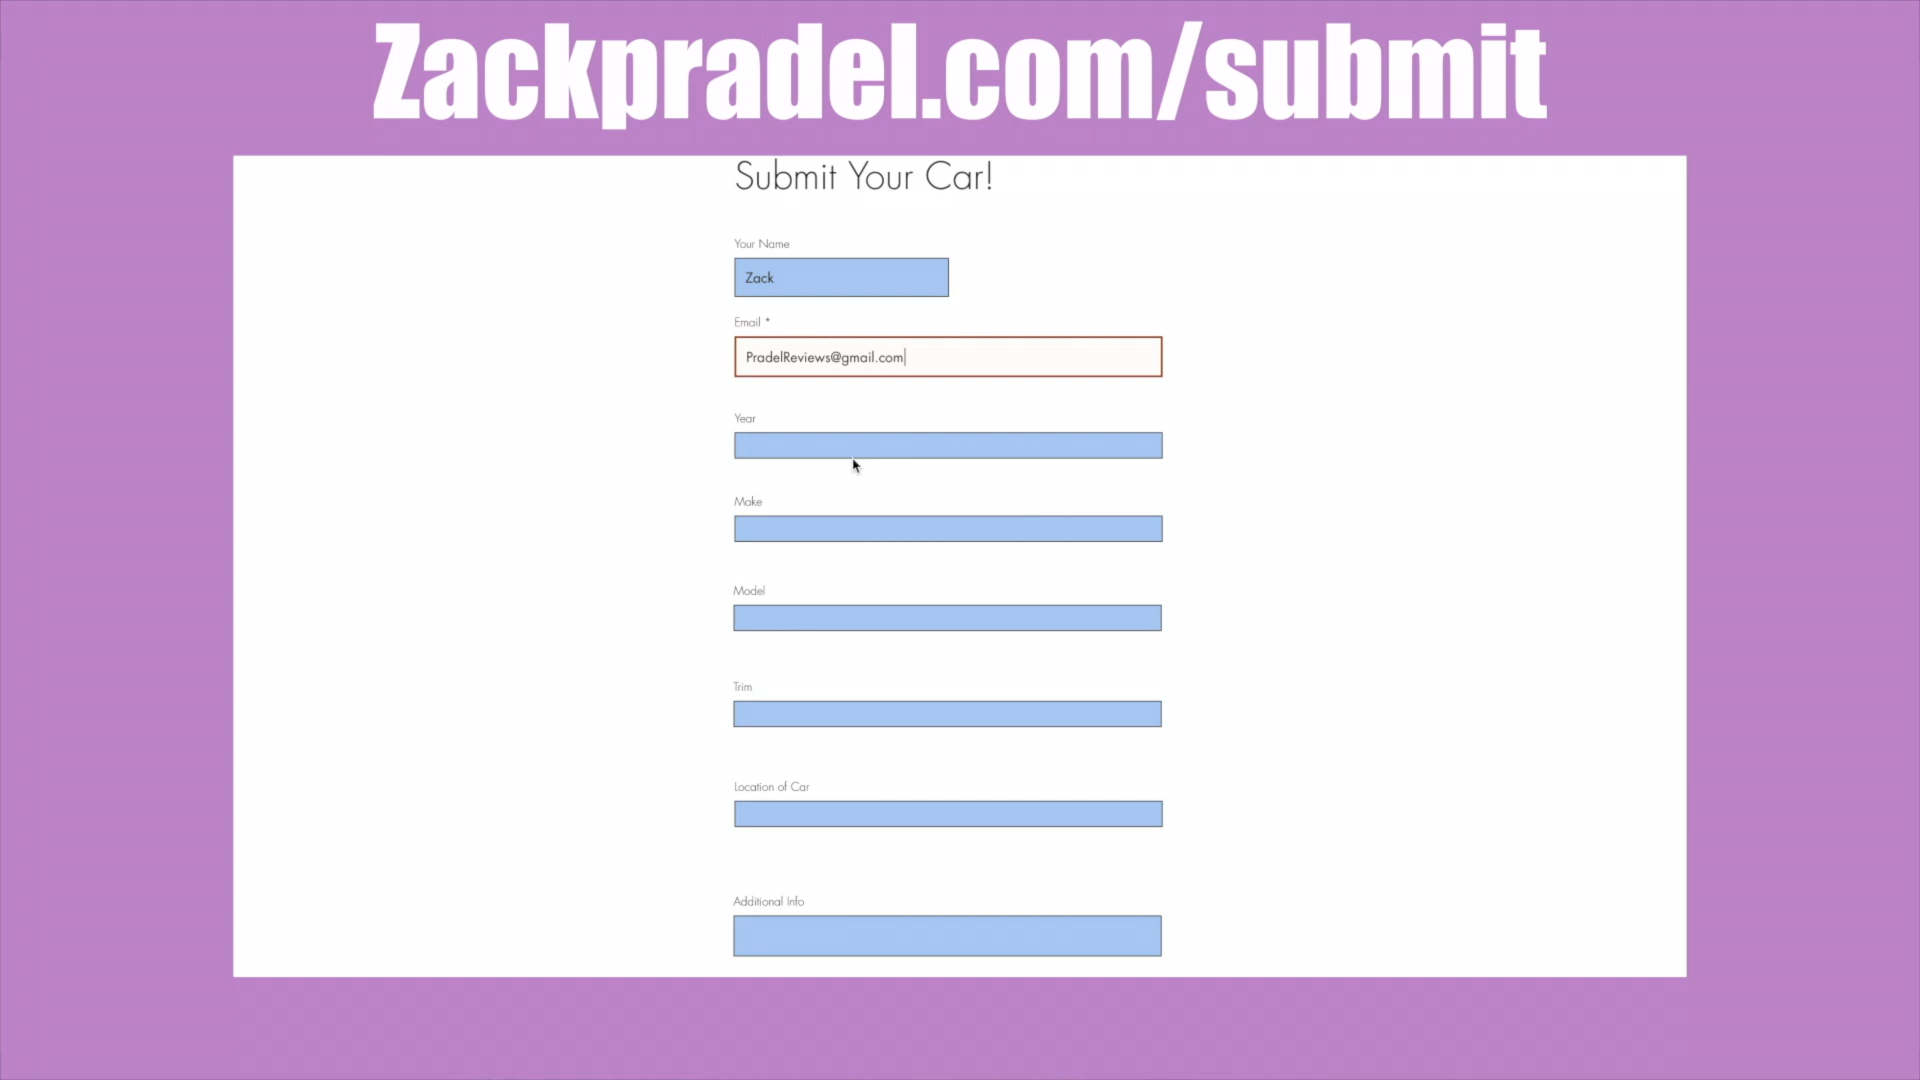 Zackpradel.com/submit
Submit Your Car!
Your Name
Zack
Email *
PradelReviews@gmail.com
Year
Make
Model
Trim
Location of Car
Additional Info